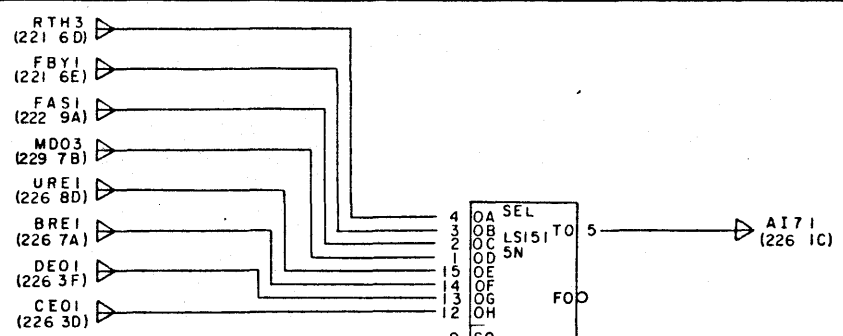 RTH3
(221 6D)
FBY1
(221 6E)
FAS1
(222 9A)
MD03
(229 7B)
URE1
(226 8D)
BRE1
(226 7A)
DE01
(226 3F)
CE01
(226 3D)
4 0A SEL
3 0B
2 0C LS151 T0 5
1 0D 5N
15 0E
14 0F
13 0G F0
12 0H
AI71
(226 1C)